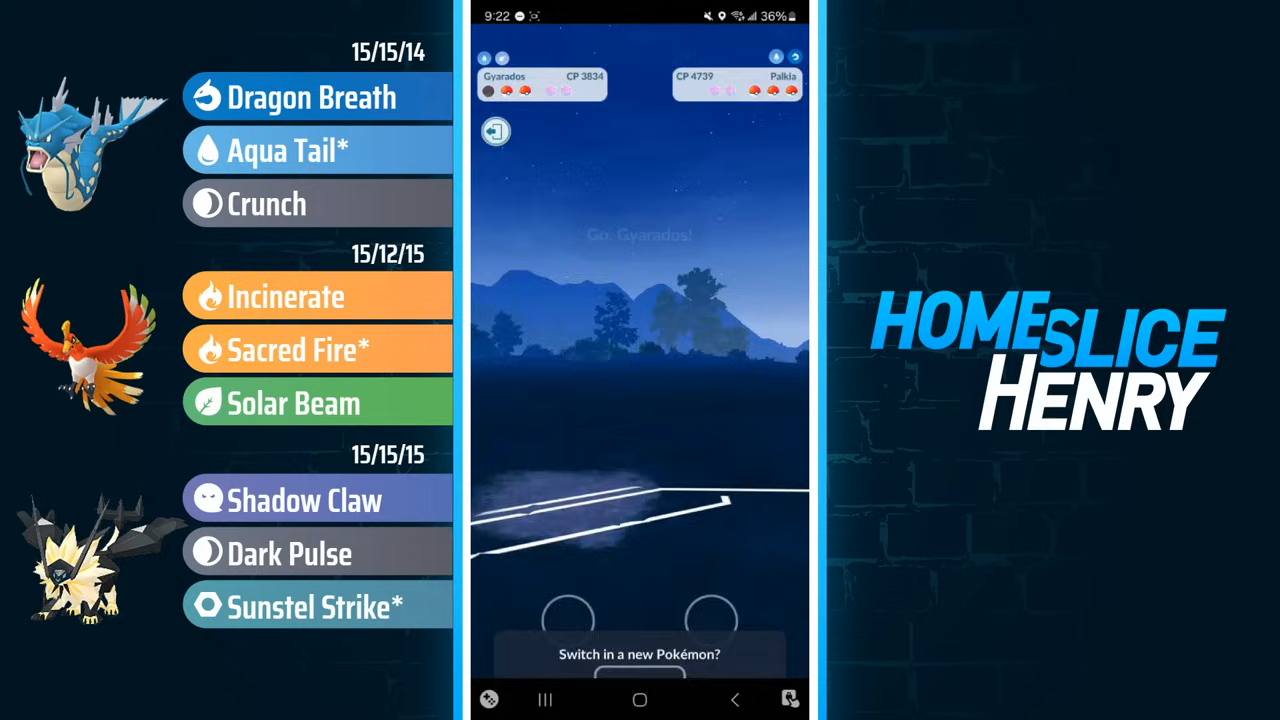 15/15/14
Dragon Breath
Aqua Tail*
Crunch
15/12/15
Incinerate
Sacred Fire*
Solar Beam
15/15/15
Shadow Claw
Dark Pulse
Sunstel Strike*
9:22
36%
Gyarados CP 3834
CP 4739 Palkia
Go, Gyarados!
Switch in a new Pokémon?
HOMESLICE
HENRY